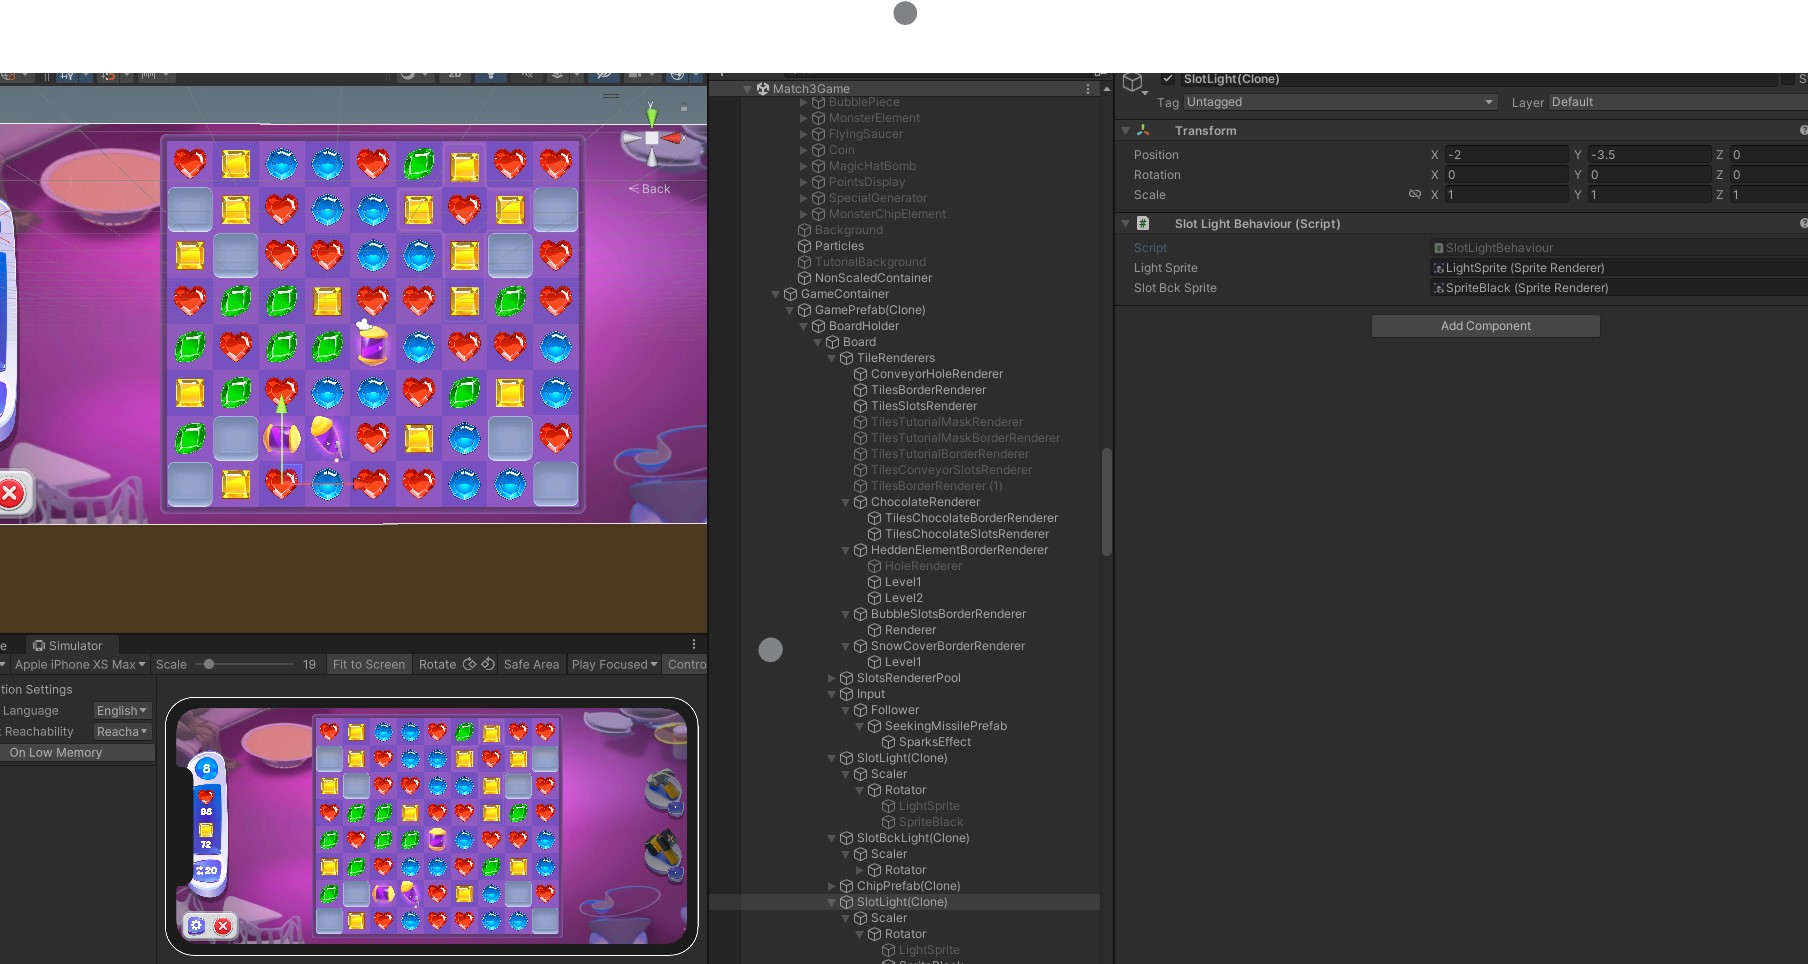 2D
y
x
Back
e
Simulator
Apple iPhone XS Max
Scale
19
Fit to Screen
Rotate
Safe Area
Play Focused
Contro
tion Settings
Language
English
Reachability
Reacha
On Low Memory
8
88
72
20
Match3Game
BubblePiece
MonsterElement
FlyingSaucer
Coin
MagicHatBomb
PointsDisplay
SpecialGenerator
MonsterChipElement
Background
Particles
TutorialBackground
NonScaledContainer
GameContainer
GamePrefab(Clone)
BoardHolder
Board
TileRenderers
ConveyorHoleRenderer
TilesBorderRenderer
TilesSlotsRenderer
TilesTutorialMaskRenderer
TilesTutorialMaskBorderRenderer
TilesTutorialBorderRenderer
TilesConveyorSlotsRenderer
TilesBorderRenderer (1)
ChocolateRenderer
TilesChocolateBorderRenderer
TilesChocolateSlotsRenderer
HeddenElementBorderRenderer
HoleRenderer
Level1
Level2
BubbleSlotsBorderRenderer
Renderer
SnowCoverBorderRenderer
Level1
SlotsRendererPool
Input
Follower
SeekingMissilePrefab
SparksEffect
SlotLight(Clone)
Scaler
Rotator
LightSprite
SpriteBlack
SlotBckLight(Clone)
Scaler
Rotator
ChipPrefab(Clone)
SlotLight(Clone)
Scaler
Rotator
LightSprite
SpriteBlack
SlotLight(Clone)
S
Tag Untagged Layer Default
Transform
Position X -2 Y -3.5 Z 0
Rotation X 0 Y 0 Z 0
Scale X 1 Y 1 Z 1
# Slot Light Behaviour (Script)
Script SlotLightBehaviour
Light Sprite LightSprite (Sprite Renderer)
Slot Bck Sprite SpriteBlack (Sprite Renderer)
Add Component